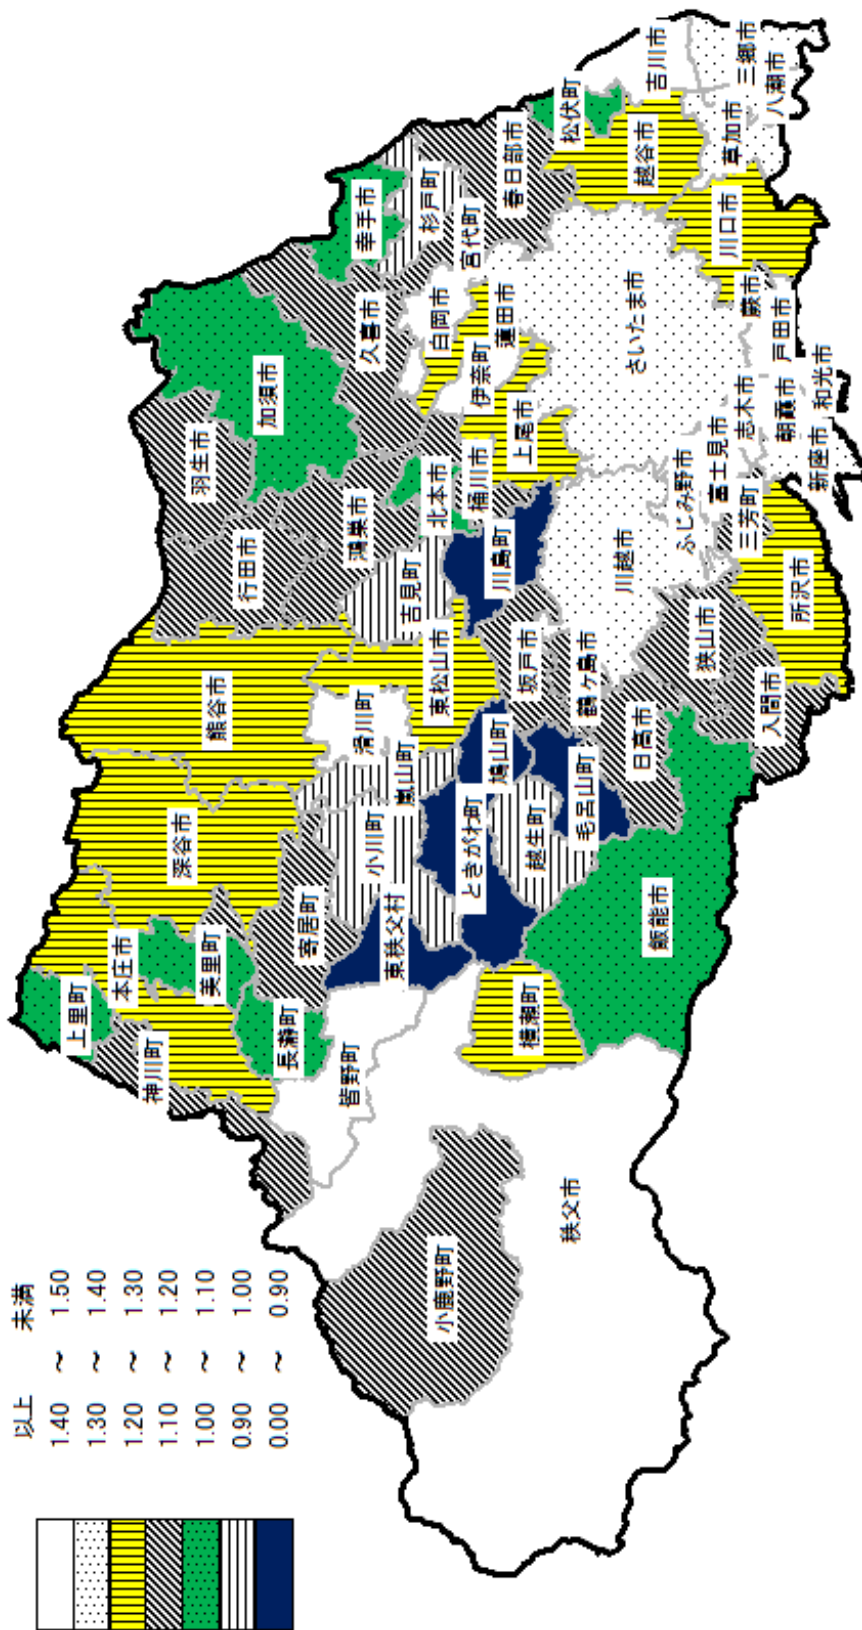 以上 未満
1.40 ～ 1.50
1.30 ～ 1.40
1.20 ～ 1.30
1.10 ～ 1.20
1.00 ～ 1.10
0.90 ～ 1.00
0.00 ～ 0.90
上里町
神川町
本庄市
美里町
深谷市
熊谷市
行田市
羽生市
加須市
長瀞町
皆野町
寄居町
小川町
嵐山町
滑川町
吉見町
鴻巣市
久喜市
幸手市
杉戸町
東秩父村
東松山市
北本市
桶川市
白岡市
宮代町
春日部市
小鹿野町
秩父市
横瀬町
ときがわ町
鳩山町
越生町
毛呂山町
坂戸市
鶴ヶ島市
川島町
上尾市
伊奈町
蓮田市
松伏町
越谷市
吉川市
飯能市
日高市
川越市
さいたま市
川口市
草加市
三郷市
八潮市
入間市
狭山市
所沢市
三芳町
ふじみ野市
富士見市
志木市
新座市
朝霞市
和光市
戸田市
蕨市